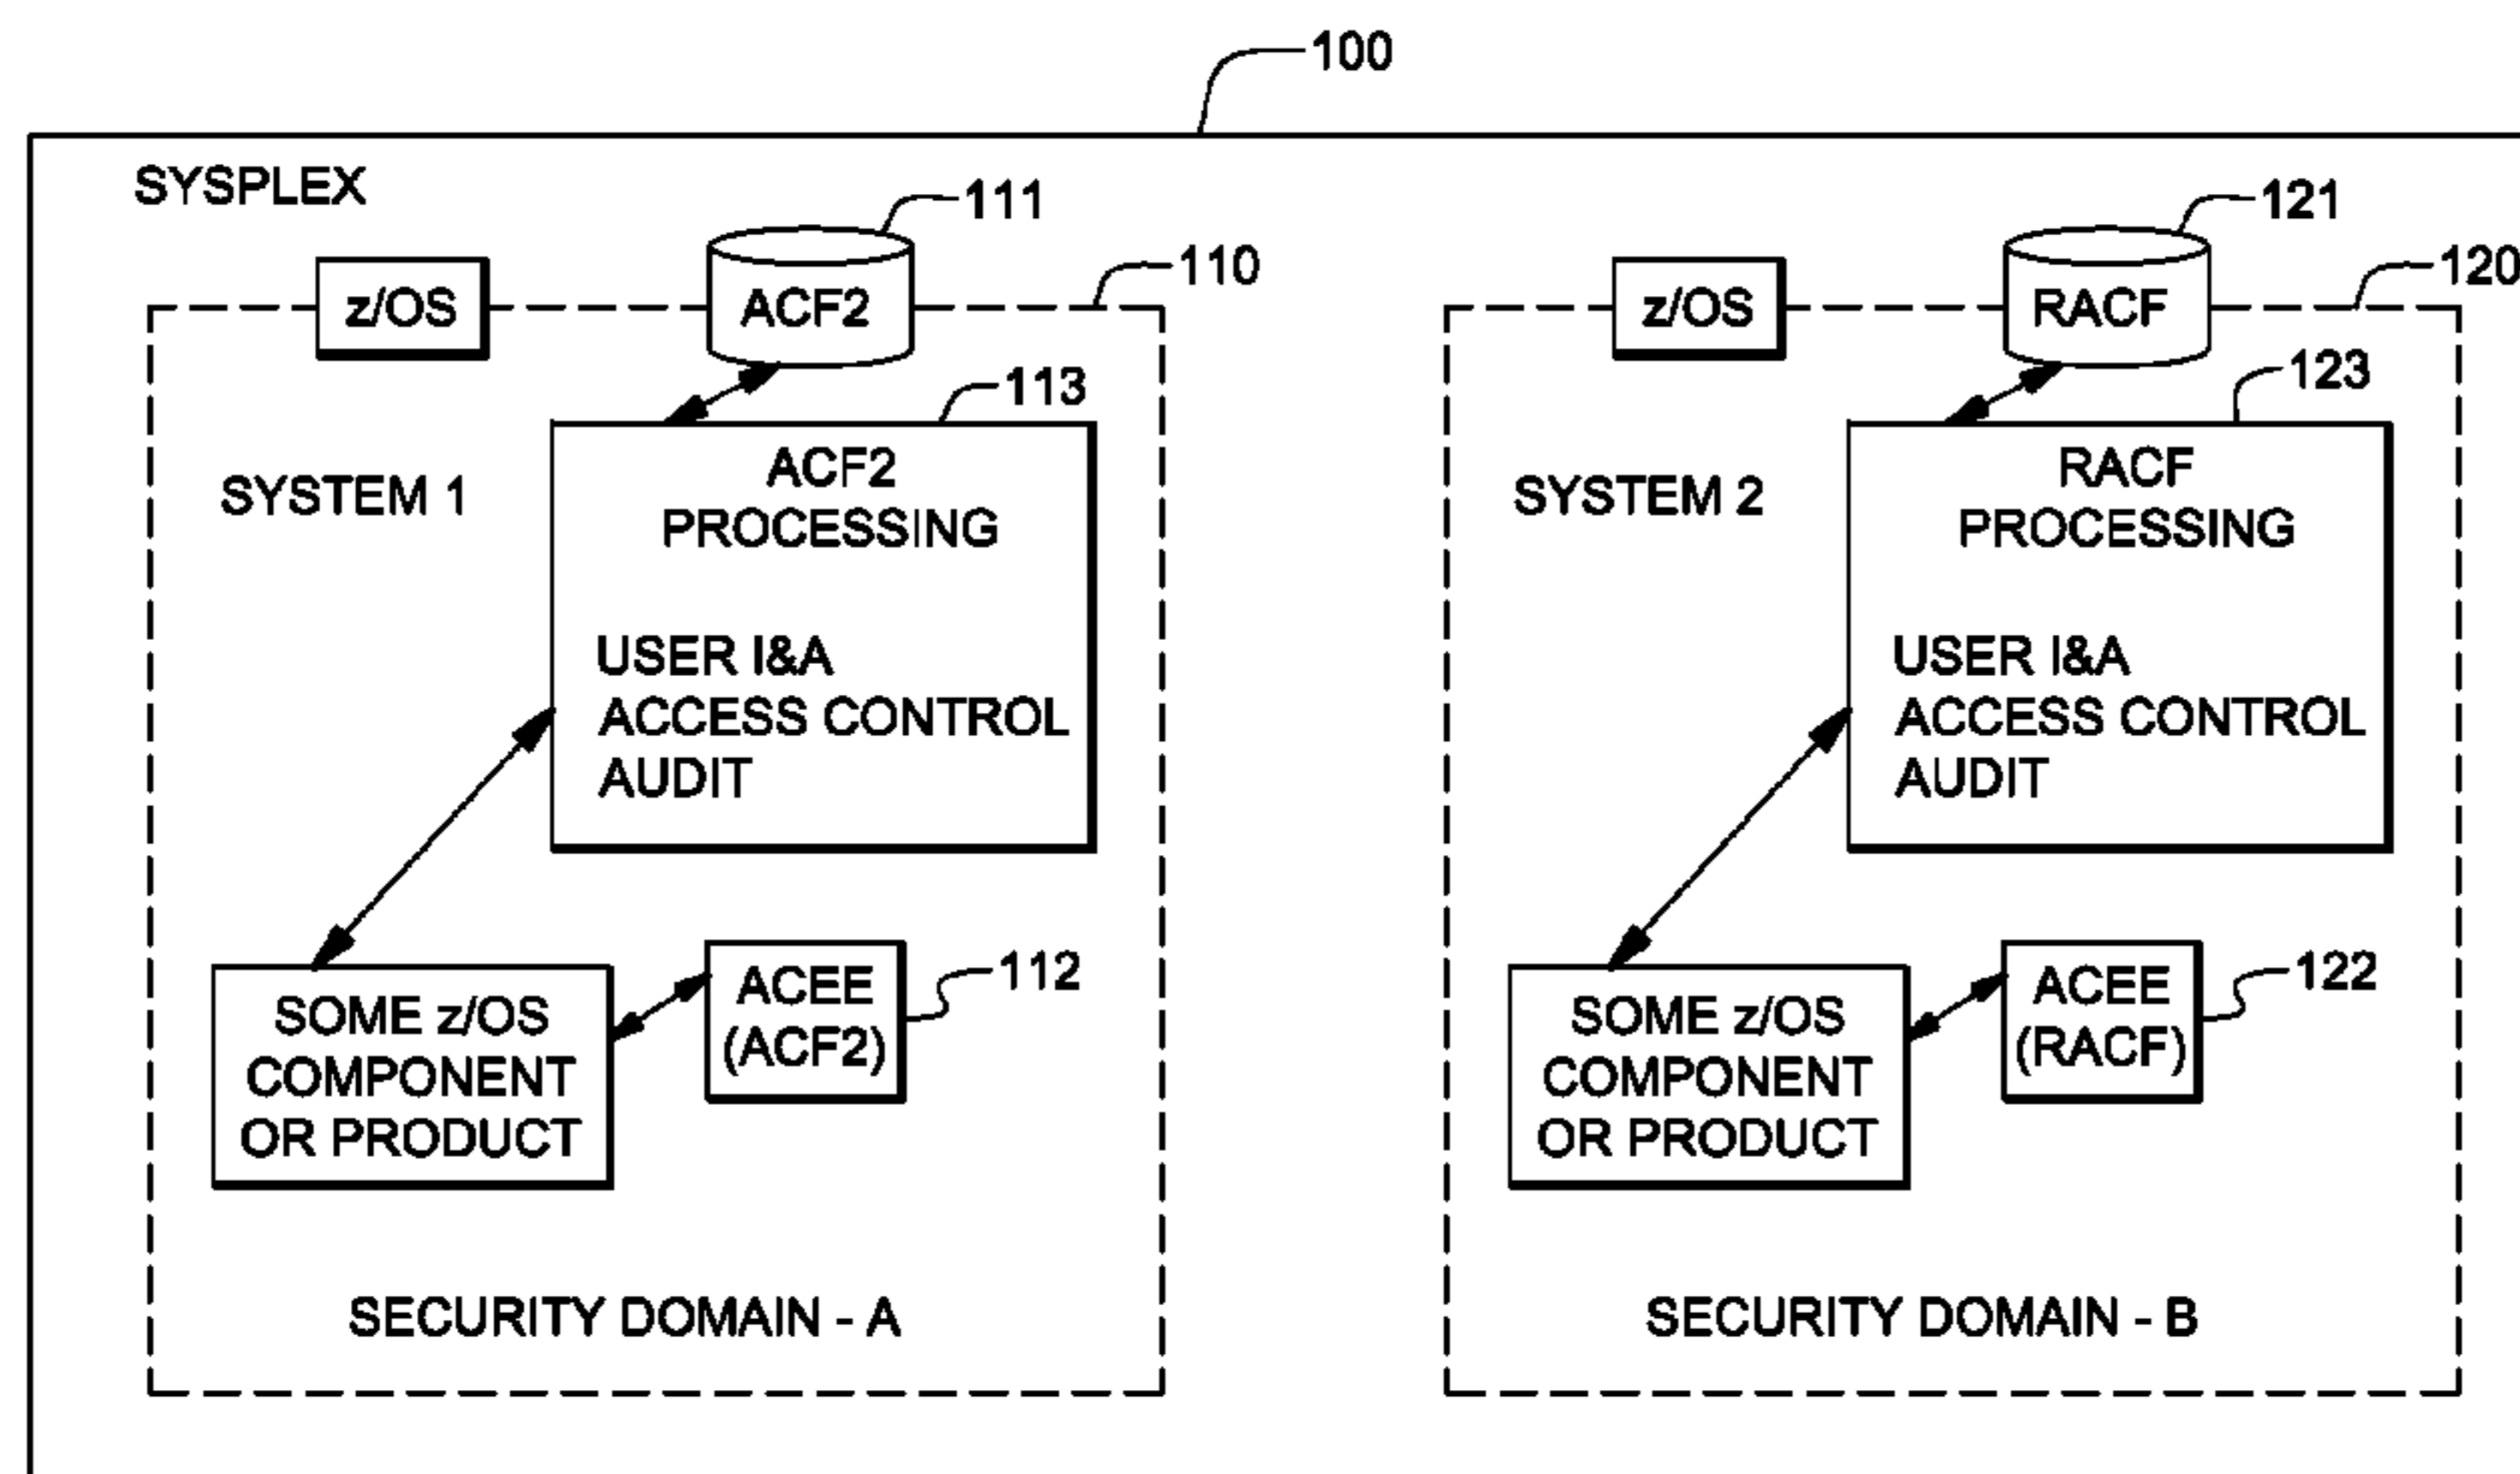 100
SYSPLEX
111
110
z/OS
ACF2
113
SYSTEM 1
ACF2
PROCESSING
USER I&A
ACCESS CONTROL
AUDIT
SOME z/OS
COMPONENT
OR PRODUCT
ACEE
(ACF2)
112
SECURITY DOMAIN - A
121
120
z/OS
RACF
123
SYSTEM 2
RACF
PROCESSING
USER I&A
ACCESS CONTROL
AUDIT
SOME z/OS
COMPONENT
OR PRODUCT
ACEE
(RACF)
122
SECURITY DOMAIN - B